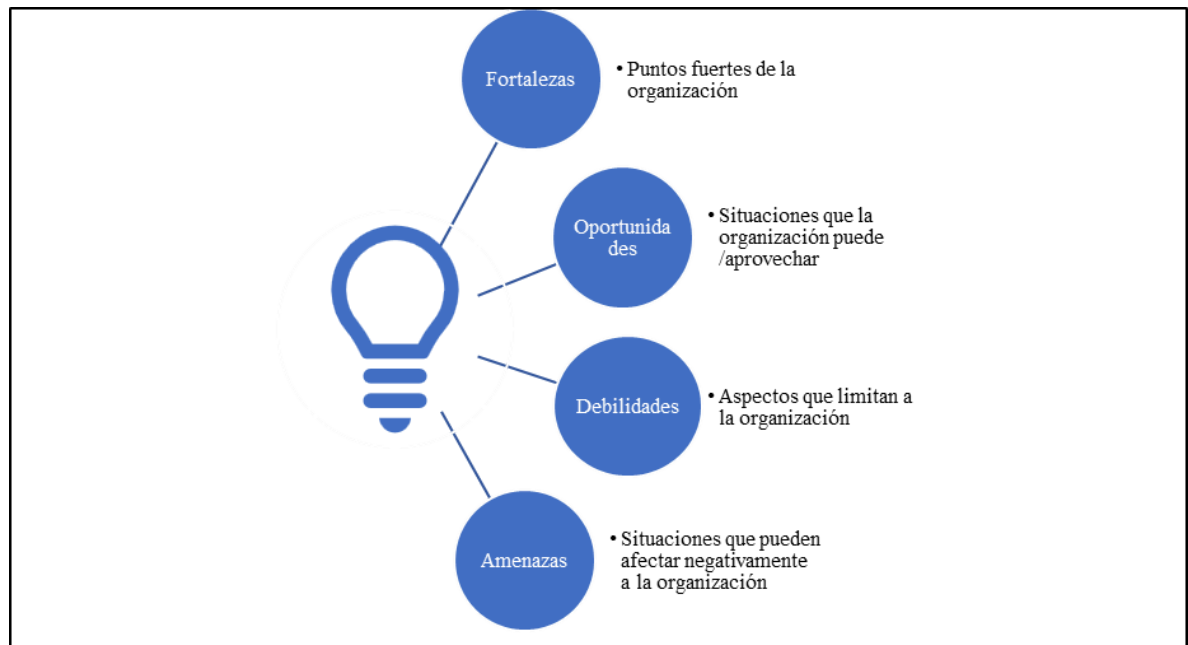 Fortalezas
• Puntos fuertes de la
organización
Oportunida
des
• Situaciones que la
organización puede
/aprovechar
Debilidades
• Aspectos que limitan a
la organización
Amenazas
• Situaciones que pueden
afectar negativamente
a la organización